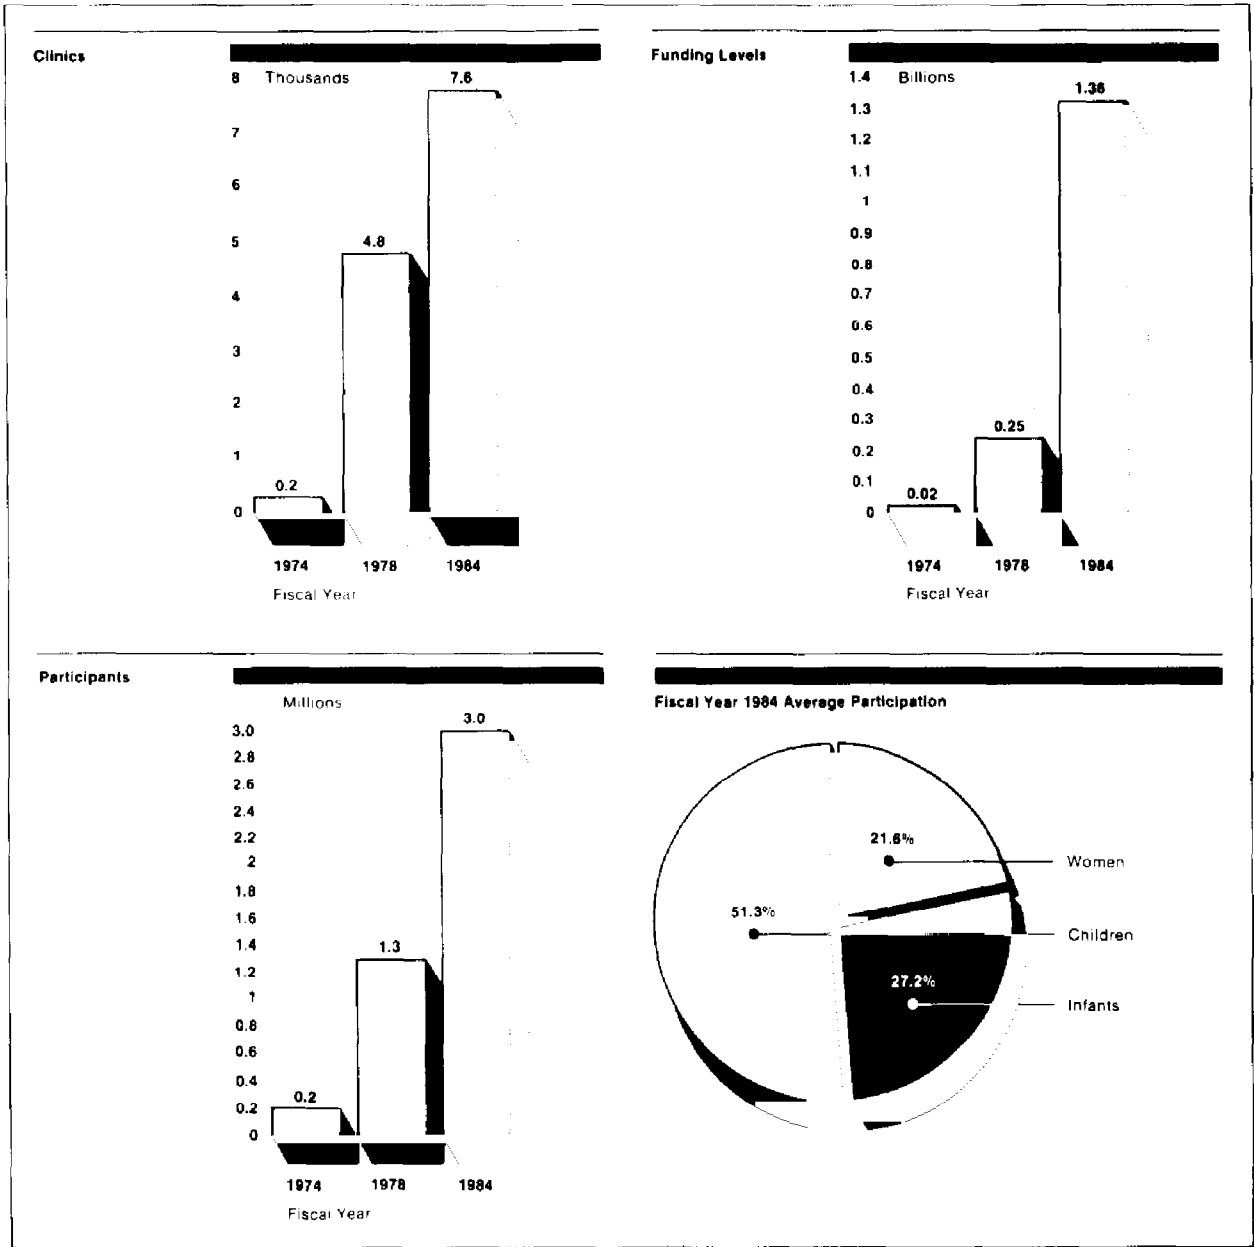 Clinics
8 Thousands 7.6
7
6
5 4.8
4
3
2
1
0.2
0
1974 1978 1984
Fiscal Year
Funding Levels
1.4 Billions
1.36
1.3
1.2
1.1
1
0.9
0.8
0.7
0.6
0.5
0.4
0.3
0.25
0.2
0.1
0.02
0
1974 1978 1984
Fiscal Year
Participants
Millions
3.0 3.0
2.8
2.6
2.4
2.2
2
1.8
1.6
1.4 1.3
1.2
1
0.8
0.6
0.4
0.2 0.2
0
1974 1978 1984
Fiscal Year
Fiscal Year 1984 Average Participation
21.6%
Women
51.3%
Children
27.2%
Infants